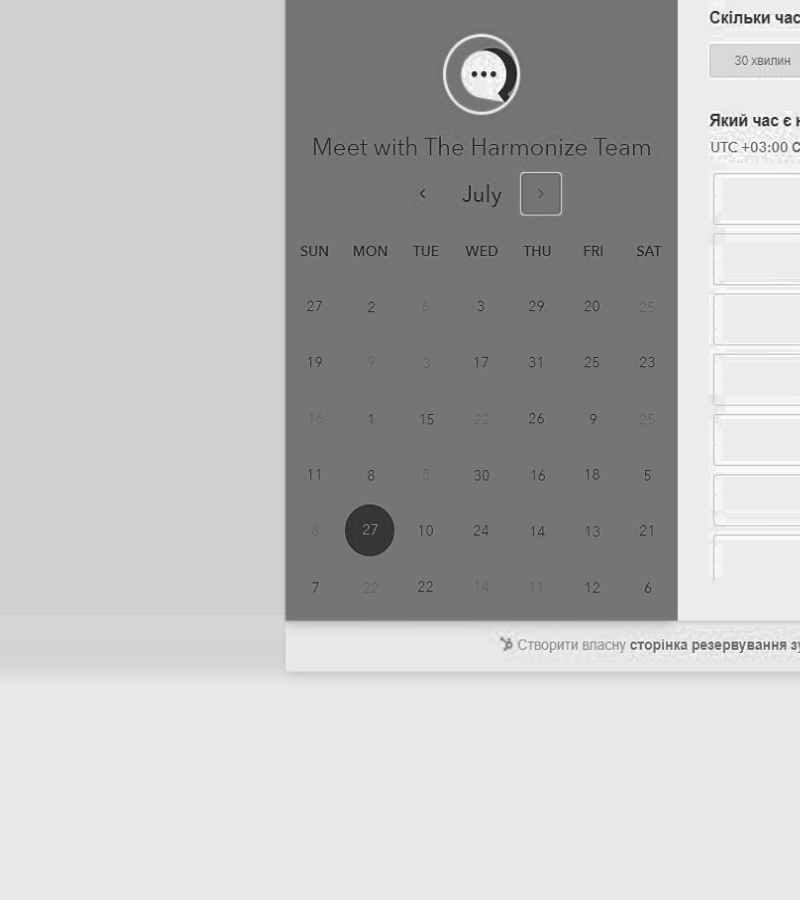 Meet with The Harmonize Team
July
SUN MON TUE WED THU FRI SAT
27 2 6 3 29 20 25
19 9 3 17 31 25 23
16 1 15 22 26 9 25
11 8 8 30 16 18 5
8 27 10 24 14 13 21
7 22 22 14 11 12 6
Скільки час
30 хвилин
Який час є н
UTC +03:00 С
Створити власну сторінка резервування зу